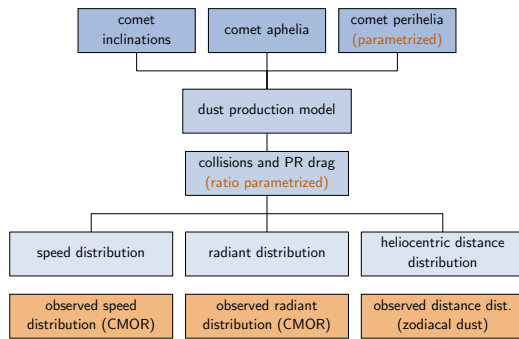 comet
inclinations
comet aphelia
comet perihelia
(parametrized)
dust production model
collisions and PR drag
(ratio parametrized)
speed distribution
radiant distribution
heliocentric distance
distribution
observed speed
distribution (CMOR)
observed radiant
distribution (CMOR)
observed distance dist.
(zodiacal dust)